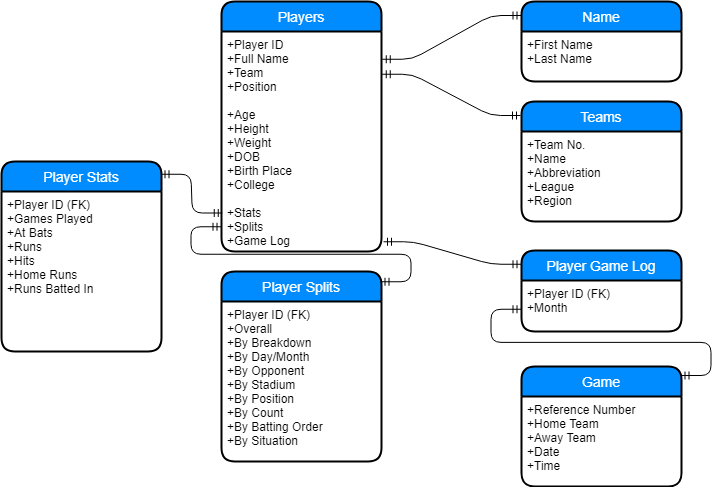 Players
+Player ID
+Full Name
+Team
+Position
+Age
+Height
+Weight
+DOB
+Birth Place
+College
+Stats
+Splits
+Game Log
Name
+First Name
+Last Name
Teams
+Team No.
+Name
+Abbreviation
+League
+Region
Player Stats
+Player ID (FK)
+Games Played
+At Bats
+Runs
+Hits
+Home Runs
+Runs Batted In
Player Splits
+Player ID (FK)
+Overall
+By Breakdown
+By Day/Month
+By Opponent
+By Stadium
+By Position
+By Count
+By Batting Order
+By Situation
Player Game Log
+Player ID (FK)
+Month
Game
+Reference Number
+Home Team
+Away Team
+Date
+Time